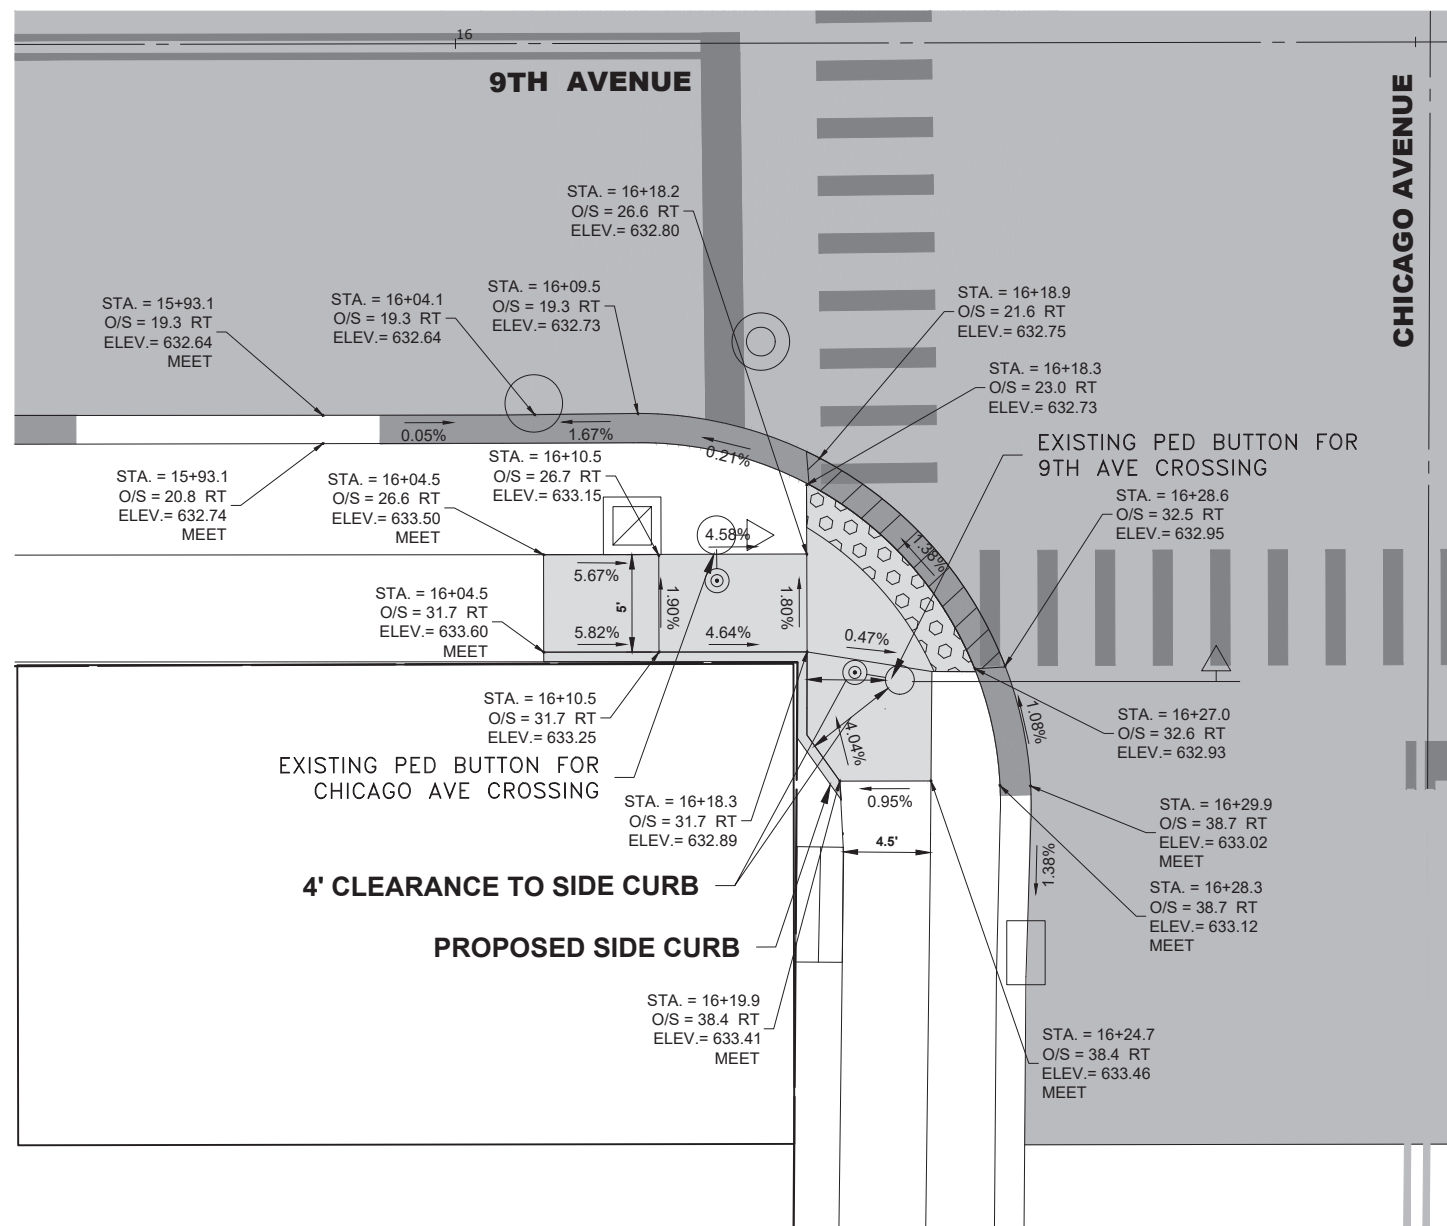 16
9TH AVENUE
CHICAGO AVENUE
STA. = 16+18.2
O/S = 26.6 RT
ELEV.= 632.80
STA. = 15+93.1
O/S = 19.3 RT
ELEV.= 632.64
MEET
STA. = 16+04.1
O/S = 19.3 RT
ELEV.= 632.64
STA. = 16+09.5
O/S = 19.3 RT
ELEV.= 632.73
STA. = 16+18.9
O/S = 21.6 RT
ELEV.= 632.75
STA. = 16+18.3
O/S = 23.0 RT
ELEV.= 632.73
0.05%
1.67%
0.21%
EXISTING PED BUTTON FOR
9TH AVE CROSSING
STA. = 15+93.1
O/S = 20.8 RT
ELEV.= 632.74
MEET
STA. = 16+04.5
O/S = 26.6 RT
ELEV.= 633.50
MEET
STA. = 16+10.5
O/S = 26.7 RT
ELEV.= 633.15
STA. = 16+28.6
O/S = 32.5 RT
ELEV.= 632.95
4.58%
1.38%
5.67%
5'
1.90%
1.80%
STA. = 16+04.5
O/S = 31.7 RT
ELEV.= 633.60
MEET
5.82%
4.64%
0.47%
STA. = 16+10.5
O/S = 31.7 RT
ELEV.= 633.25
4.04%
1.08%
STA. = 16+27.0
O/S = 32.6 RT
ELEV.= 632.93
EXISTING PED BUTTON FOR
CHICAGO AVE CROSSING
STA. = 16+18.3
O/S = 31.7 RT
ELEV.= 632.89
0.95%
4.5'
STA. = 16+29.9
O/S = 38.7 RT
ELEV.= 633.02
MEET
1.38%
4' CLEARANCE TO SIDE CURB
STA. = 16+28.3
O/S = 38.7 RT
ELEV.= 633.12
MEET
PROPOSED SIDE CURB
STA. = 16+19.9
O/S = 38.4 RT
ELEV.= 633.41
MEET
STA. = 16+24.7
O/S = 38.4 RT
ELEV.= 633.46
MEET